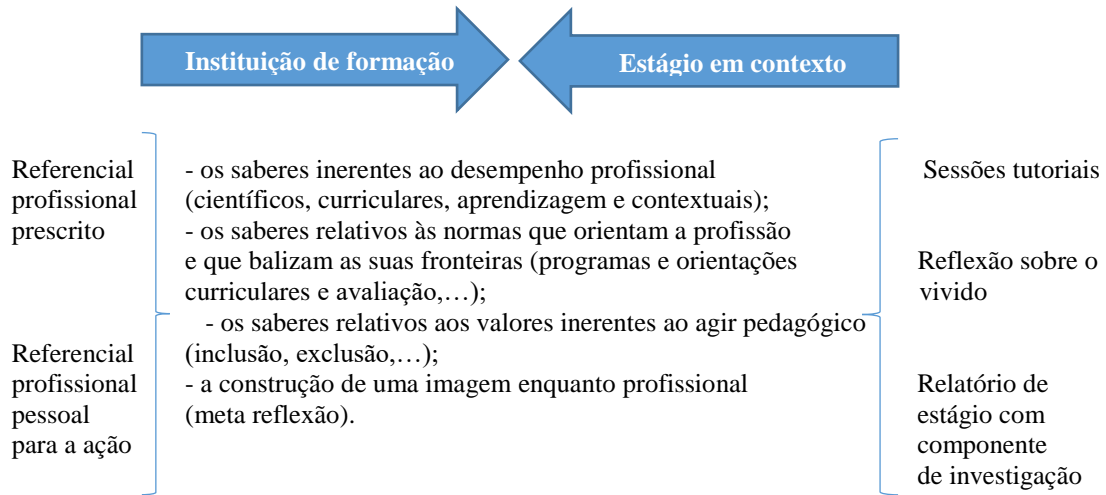 Instituição de formação
Estágio em contexto
Referencial
profissional
prescrito
Referencial
profissional
pessoal
para a ação
- os saberes inerentes ao desempenho profissional
(científicos, curriculares, aprendizagem e contextuais);
- os saberes relativos às normas que orientam a profissão
e que balizam as suas fronteiras (programas e orientações
curriculares e avaliação,…);
- os saberes relativos aos valores inerentes ao agir pedagógico
(inclusão, exclusão,…);
- a construção de uma imagem enquanto profissional
(meta reflexão).
Sessões tutoriais
Reflexão sobre o
vivido
Relatório de
estágio com
componente
de investigação